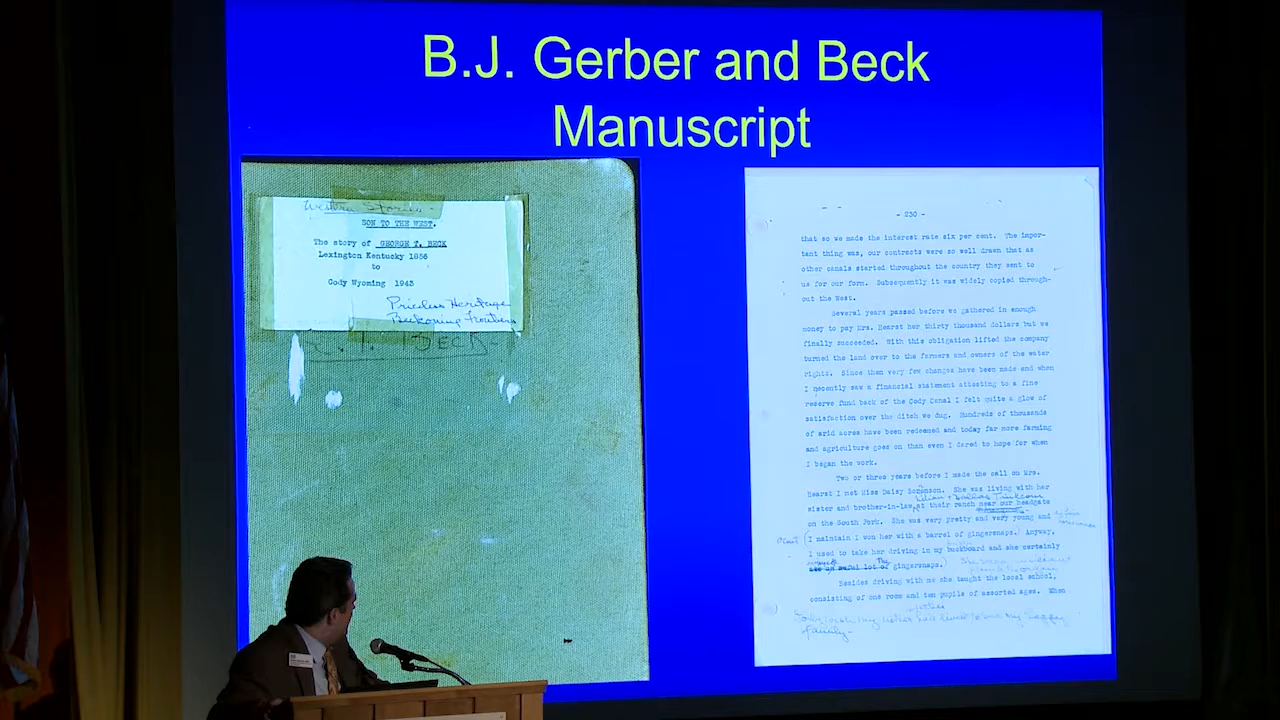 B.J. Gerber and Beck
Manuscript
Western Stories -
SON TO THE WEST.
The story of GEORGE T. BECK
Lexington Kentucky 1856
to
Cody Wyoming 1943
Priceless Heritage
Beckoning Frontiers
- 230 -
that so we made the interest rate six per cent. The impor-
tant thing was, our contracts were so well drawn that as
other canals started throughout the country they sent to
us for our form. Subsequently it was widely copied through-
out the West.
Several years passed before we gathered in enough
money to pay Mrs. Hearst her thirty thousand dollars but we
finally succeeded. With this obligation lifted the company
turned the land over to the farmers and owners of the water
rights. Since then very few changes have been made and when
I recently saw a financial statement attesting to a fine
reserve fund back of the Cody Canal I felt quite a glow of
satisfaction over the ditch we dug. Hundreds of thousands
of arid acres have been redeemed and today far more farming
and agriculture goes on than even I dared to hope for when
I began the work.
Two or three years before I made the call on Mrs.
Hearst I met Miss Daisy Sorenson. She was living with her
sister and brother-in-law, at their ranch near our headgate
on the South Fork. She was very pretty and very young and
(I maintain I won her with a barrel of gingersnaps.) Anyway,
I used to take her driving in my buckboard and she certainly
ate an awful lot of gingersnaps.
Besides driving with me she taught the local school,
consisting of one room and ten pupils of assorted ages. When
family-